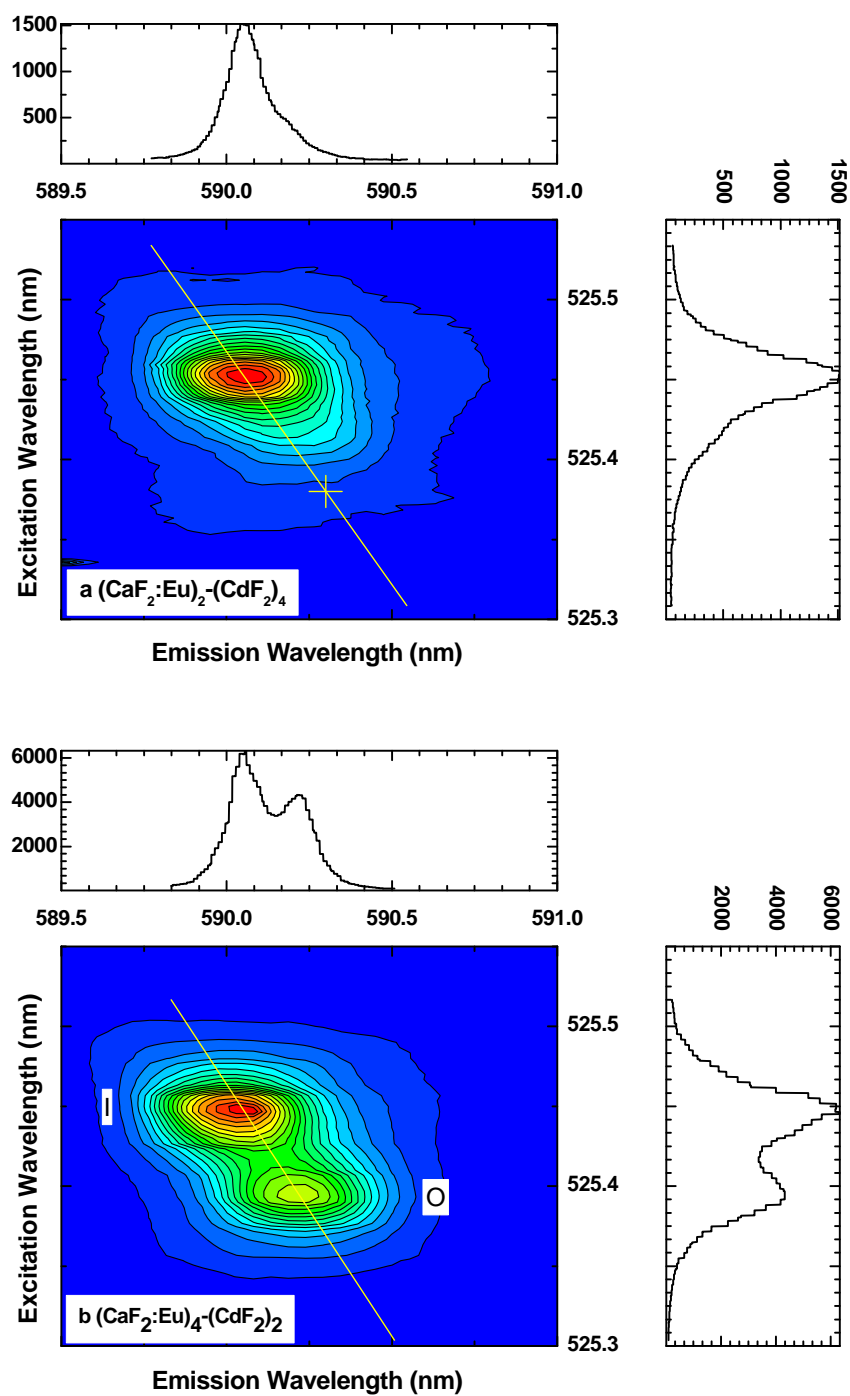 1500
1000
500
589.5 590.0 590.5 591.0
500 1000 1500
Excitation Wavelength (nm)
525.5
525.4
525.3
a (CaF₂:Eu)₂-(CdF₂)₄
Emission Wavelength (nm)
6000
4000
2000
589.5 590.0 590.5 591.0
2000 4000 6000
Excitation Wavelength (nm)
525.5
I
525.4
O
525.3
b (CaF₂:Eu)₄-(CdF₂)₂
Emission Wavelength (nm)